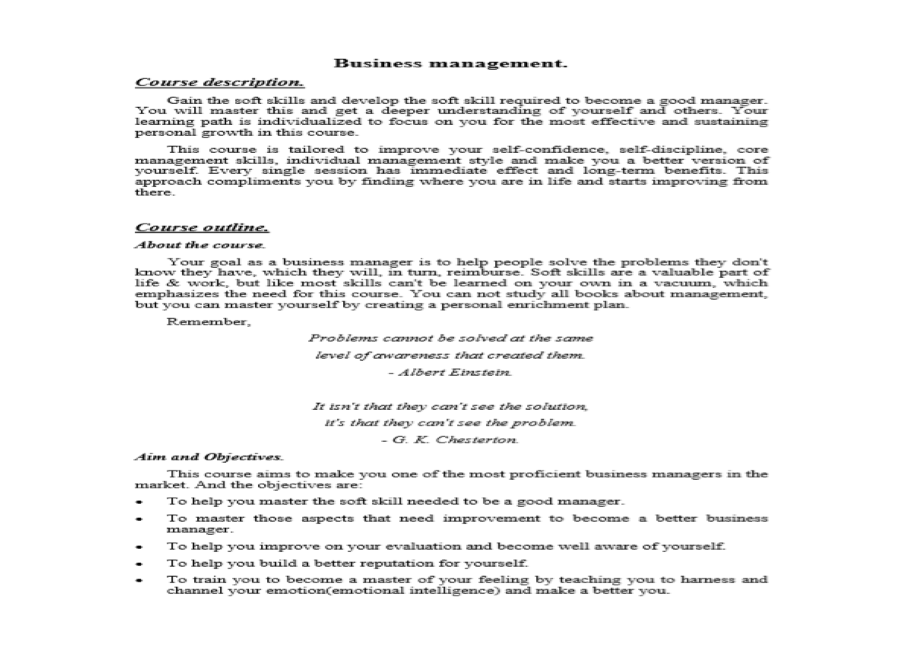 Business management.
Course description.
Gain the soft skills and develop the soft skill required to become a good manager.
You will master this and get a deeper understanding of yourself and others. Your
learning path is individualized to focus on you for the most effective and sustaining
personal growth in this course.
This course is tailored to improve your self-confidence, self-discipline, core
management skills, individual management style and make you a better version of
yourself. Every single session has immediate effect and long-term benefits. This
approach compliments you by finding where you are in life and starts improving from
there.
Course outline.
About the course.
Your goal as a business manager is to help people solve the problems they don't
know they have, which they will, in turn, reimburse. Soft skills are a valuable part of
life & work, but like most skills can't be learned on your own in a vacuum, which
emphasizes the need for this course. You can not study all books about management,
but you can master yourself by creating a personal enrichment plan.
Remember,
Problems cannot be solved at the same
level of awareness that created them.
- Albert Einstein.
It isn't that they can't see the solution,
it's that they can't see the problem.
- G. K. Chesterton.
Aim and Objectives.
This course aims to make you one of the most proficient business managers in the
market. And the objectives are:
• To help you master the soft skill needed to be a good manager.
• To master those aspects that need improvement to become a better business
manager.
• To help you improve on your evaluation and become well aware of yourself.
• To help you build a better reputation for yourself.
• To train you to become a master of your feeling by teaching you to harness and
channel your emotion(emotional intelligence) and make a better you.